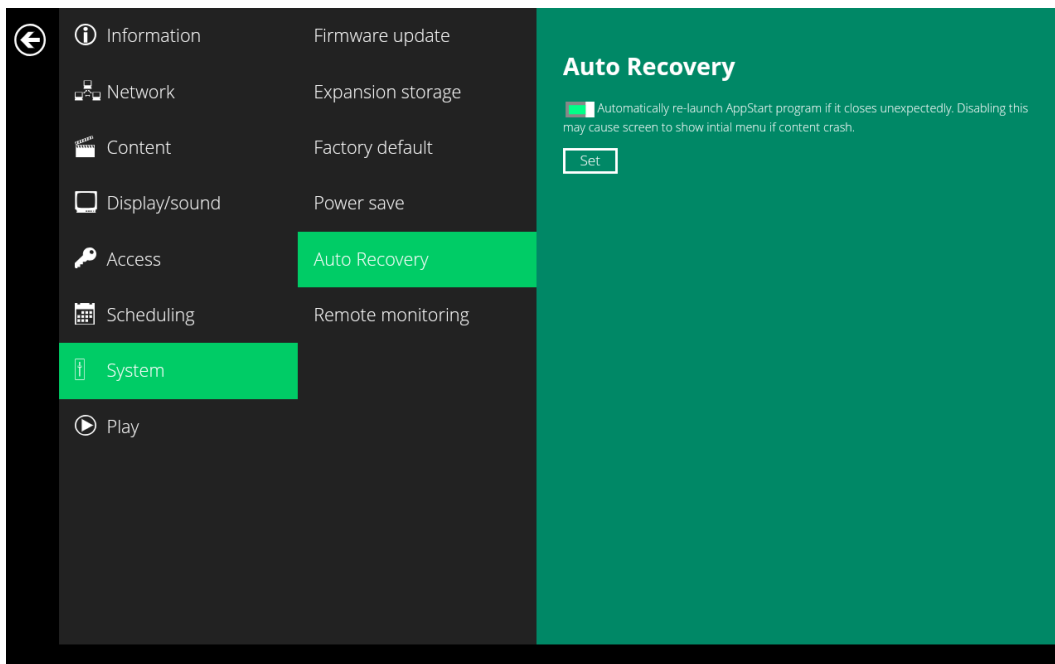 Information
Network
Content
Display/sound
Access
Scheduling
System
Play
Firmware update
Expansion storage
Factory default
Power save
Auto Recovery
Remote monitoring
Auto Recovery
Automatically re-launch AppStart program if it closes unexpectedly. Disabling this
may cause screen to show intial menu if content crash.
Set